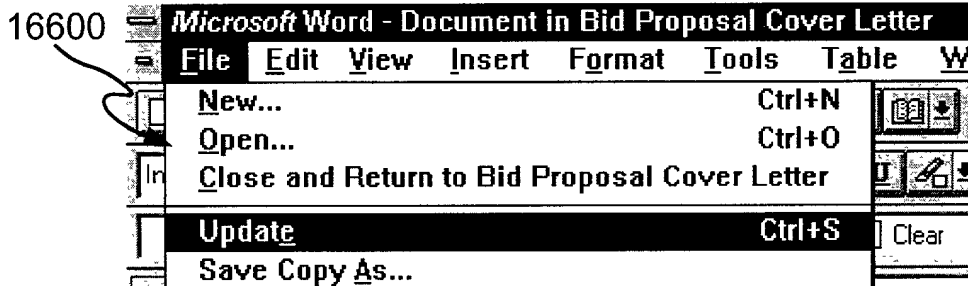 16600
Microsoft Word - Document in Bid Proposal Cover Letter
File Edit View Insert Format Tools Table W
New... Ctrl+N
Open... Ctrl+O
In
Close and Return to Bid Proposal Cover Letter
Update Ctrl+S
Clear
Save Copy As...